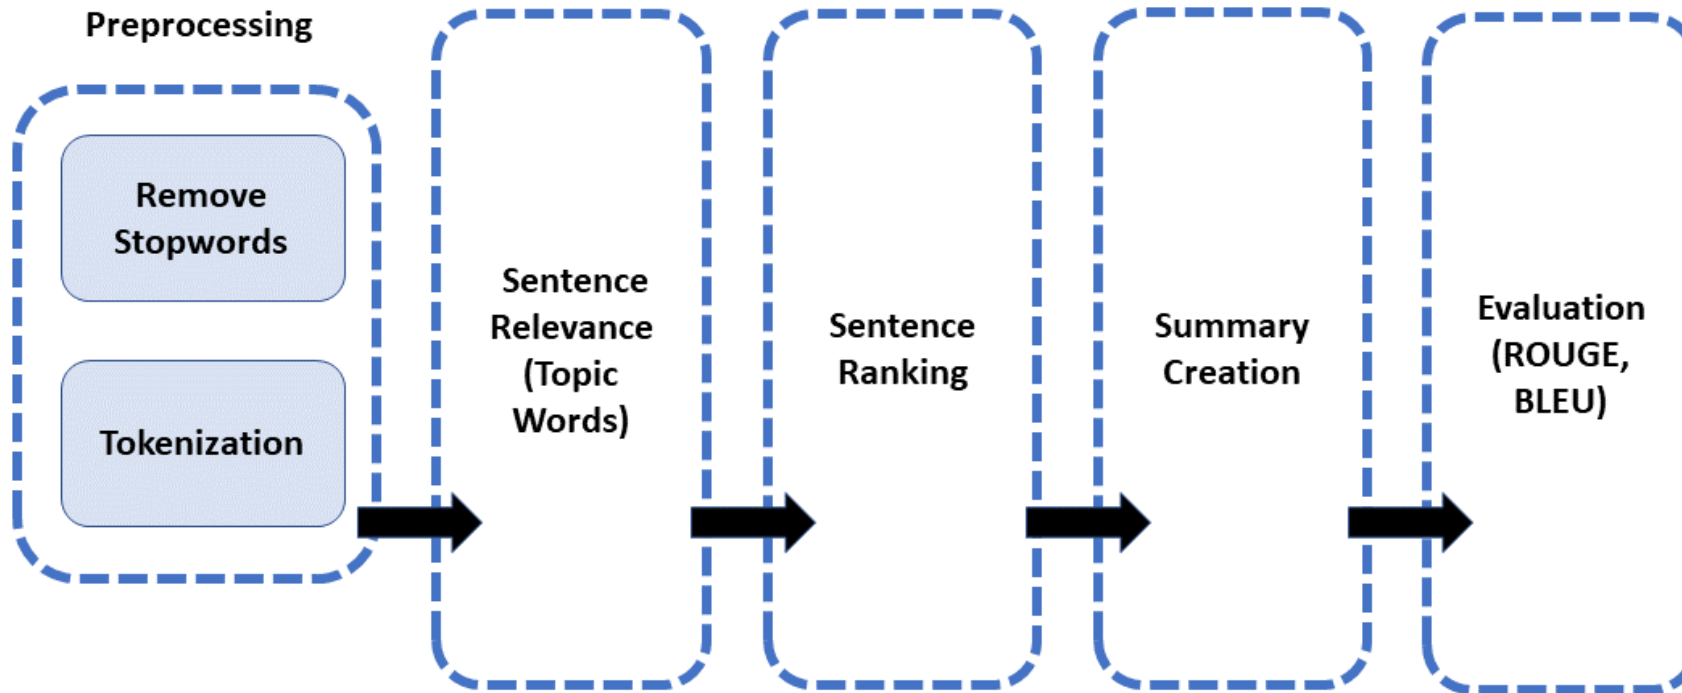 Preprocessing
Remove
Stopwords
Tokenization
Sentence
Relevance
(Topic
Words)
Sentence
Ranking
Summary
Creation
Evaluation
(ROUGE,
BLEU)